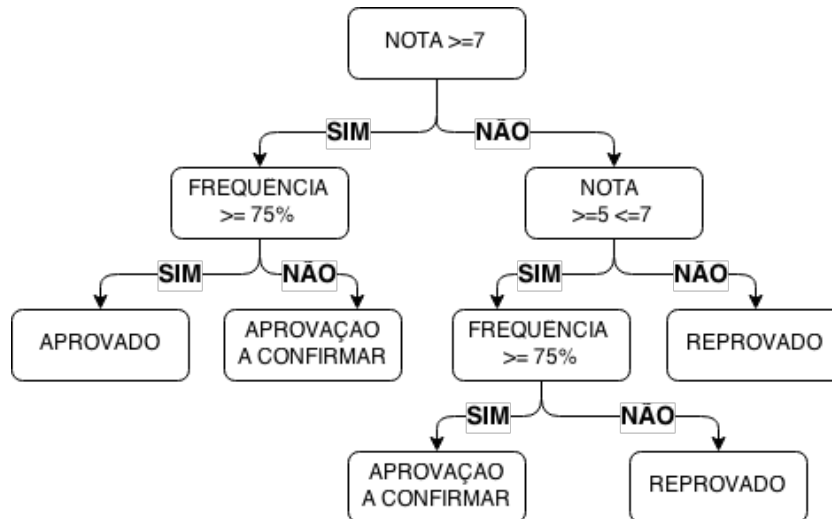 NOTA >=7
SIM
NÃO
FREQUENCIA
>= 75%
NOTA
>=5 <=7
SIM
NÃO
SIM
NÃO
APROVADO
APROVAÇAO
A CONFIRMAR
FREQUÊNCIA
>= 75%
REPROVADO
SIM
NÃO
APROVAÇAO
A CONFIRMAR
REPROVADO